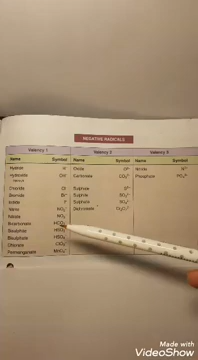 NEGATIVE RADICALS
Valency 1 Valency 2 Valency 3
Name Symbol Name Symbol Name Symbol
Hydride H⁻ Oxide O²⁻ Nitride N³⁻
Hydroxide OH⁻ Carbonate CO₃²⁻ Phosphate PO₄³⁻
Chloride Cl⁻ Sulphide S²⁻
Bromide Br⁻ Sulphite SO₃²⁻
Iodide I⁻ Sulphate SO₄²⁻
Nitrite NO₂⁻ Dichromate Cr₂O₇²⁻
Nitrate NO₃⁻
Bicarbonate HCO₃⁻
Bisulphite HSO₃⁻
Bisulphate HSO₄⁻
Chlorate ClO₃⁻
Permanganate MnO₄⁻
Made with
VideoShow